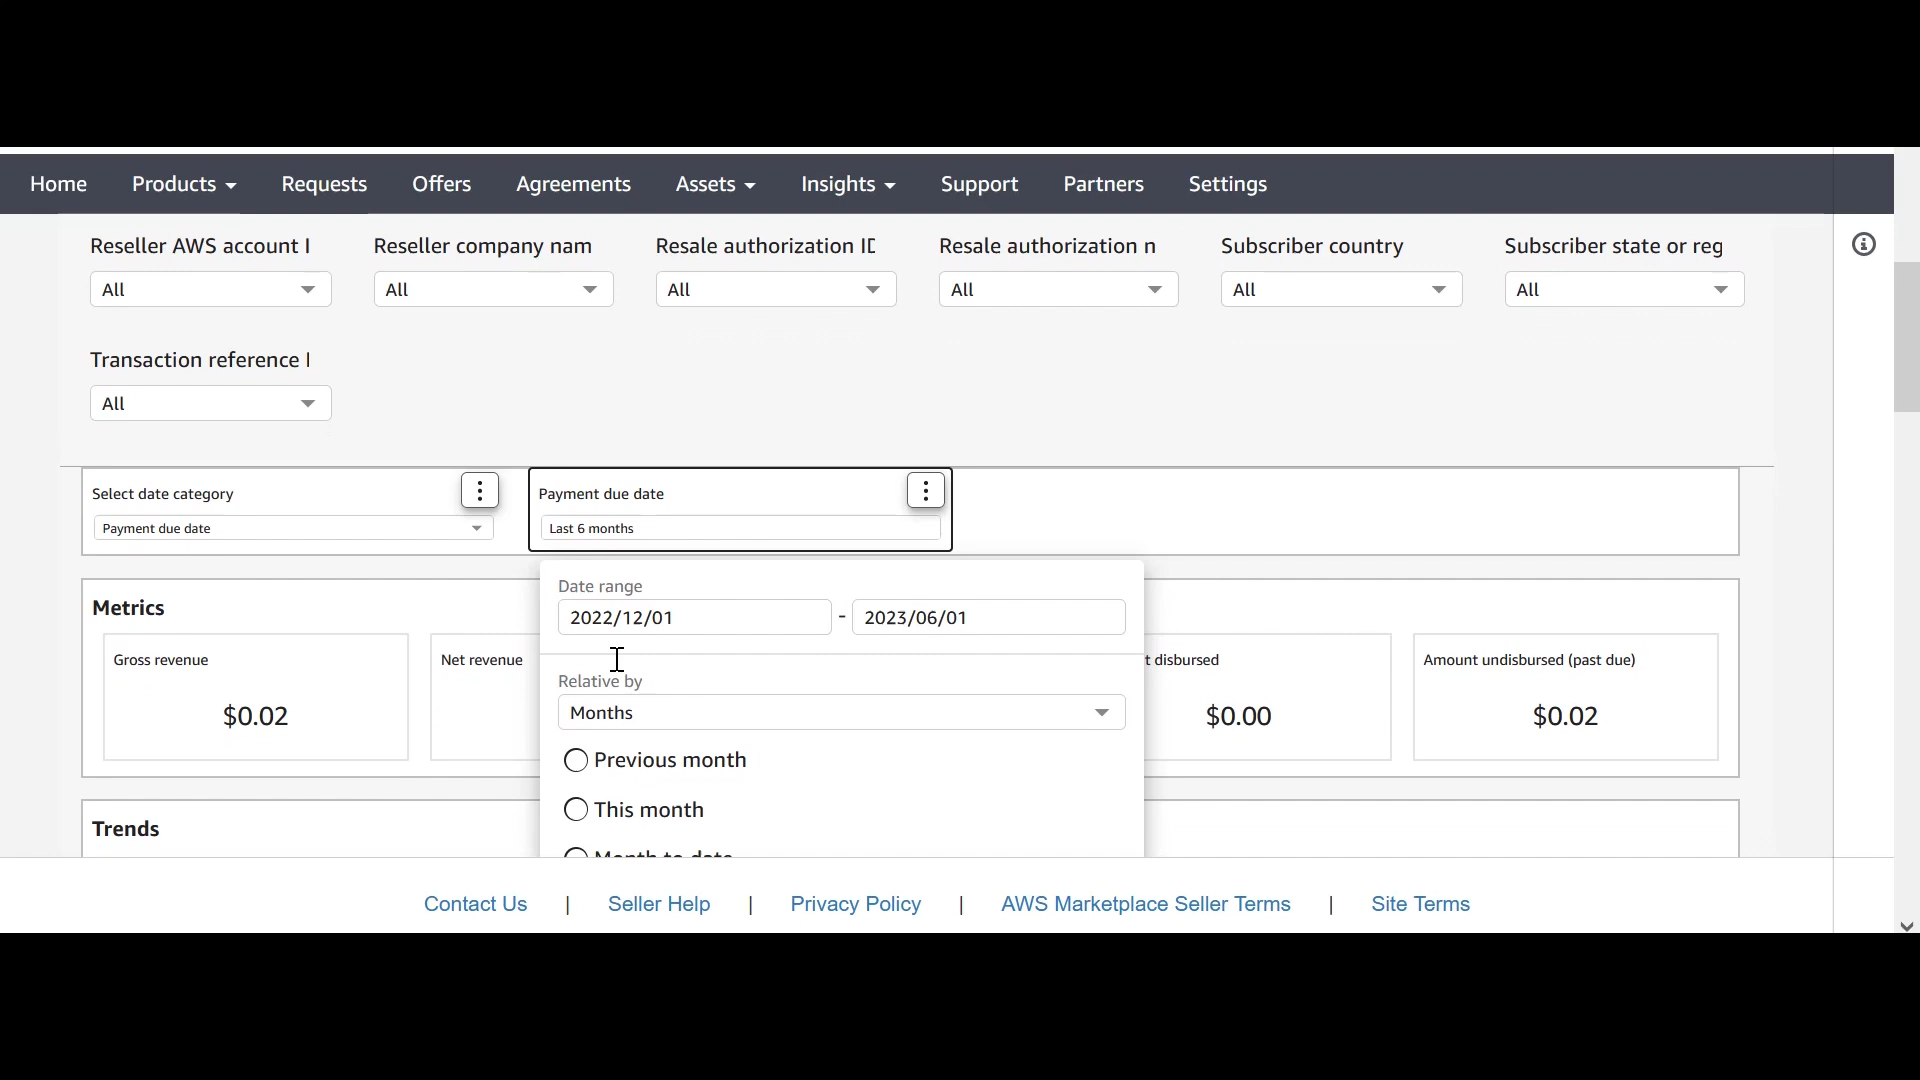 Home Products Requests Offers Agreements Assets Insights Support Partners Settings
Reseller AWS account I Reseller company nam Resale authorization ID Resale authorization n Subscriber country Subscriber state or reg
All All All All All All
Transaction reference I
All
Select date category Payment due date
Payment due date Last 6 months
Date range
2022/12/01 - 2023/06/01
Metrics
Gross revenue Net revenue t disbursed Amount undisbursed (past due)
Relative by
Months
$0.02 $0.00 $0.02
Previous month
This month
Trends
Month to date
Contact Us | Seller Help | Privacy Policy | AWS Marketplace Seller Terms | Site Terms